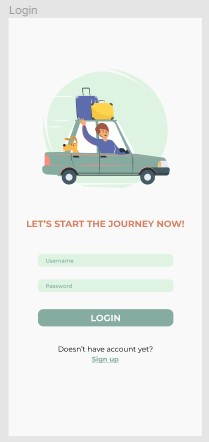 Login
LET'S START THE JOURNEY NOW!
Username
Password
LOGIN
Doesn't have account yet?
Sign up